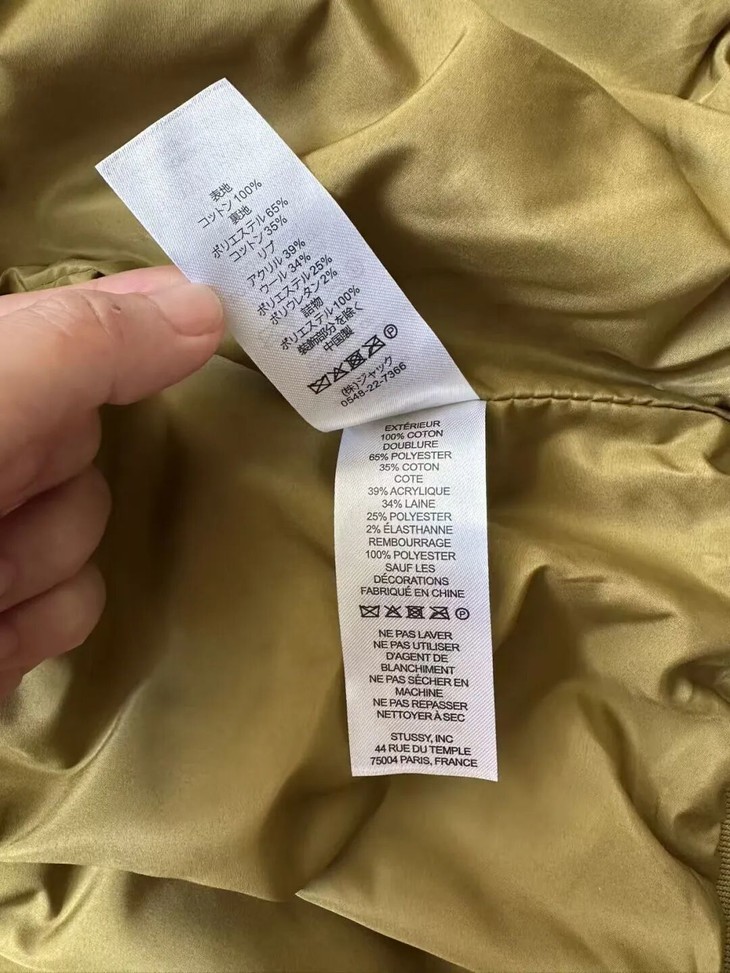 表地
コットン100%
裏地
ポリエステル65%
コットン35%
リブ
アクリル39%
ウール34%
ポリエステル25%
ポリウレタン2%
詰物
ポリエステル100%
装飾部分を除く
中国製
P
(株)ジャック
0548-22-7366
EXTÉRIEUR
100% COTON
DOUBLURE
65% POLYESTER
35% COTON
COTE
39% ACRYLIQUE
34% LAINE
25% POLYESTER
2% ÉLASTHANNE
REMBOURRAGE
100% POLYESTER
SAUF LES
DÉCORATIONS
FABRIQUÉ EN CHINE
P
NE PAS LAVER
NE PAS UTILISER
D'AGENT DE
BLANCHIMENT
NE PAS SÉCHER EN
MACHINE
NE PAS REPASSER
NETTOYER À SEC
STUSSY, INC
44 RUE DU TEMPLE
75004 PARIS, FRANCE